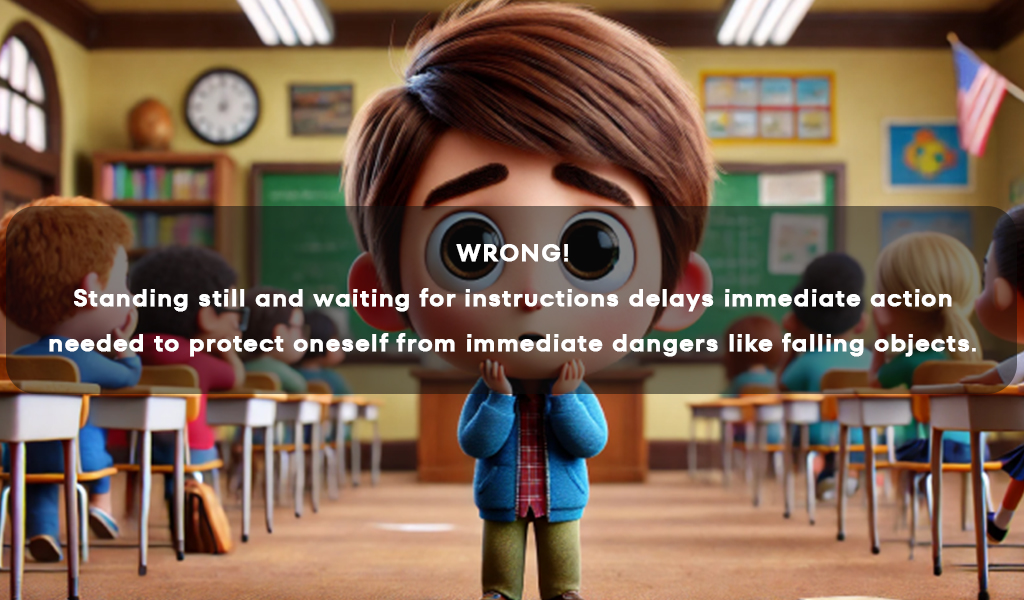 WRONG!
Standing still and waiting for instructions delays immediate action
needed to protect oneself from immediate dangers like falling objects.